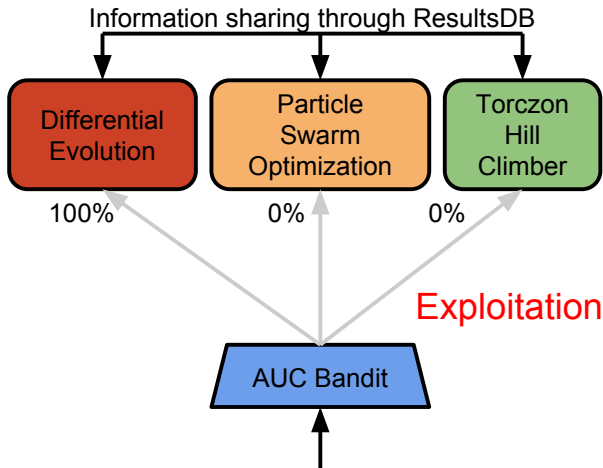 Information sharing through ResultsDB
Differential
Evolution
Particle
Swarm
Optimization
Torczon
Hill
Climber
100%
0%
0%
Exploitation
AUC Bandit